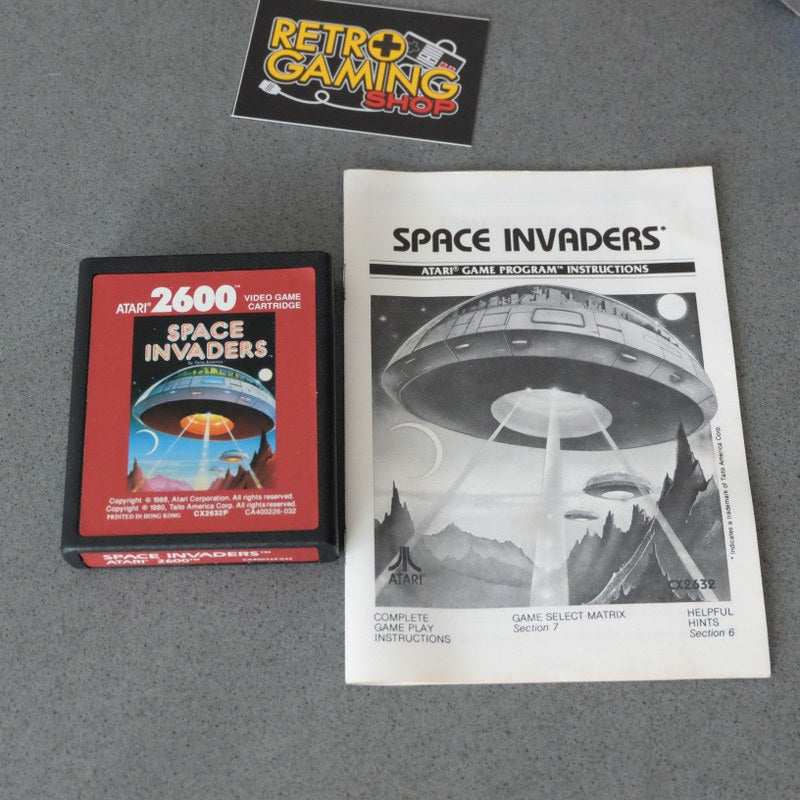 RETRO
GAMING
SHOP
ATARI® 2600™ VIDEO GAME
CARTRIDGE
SPACE
INVADERS
by Taito America
Copyright © 1988, Atari Corporation. All rights reserved.
Copyright © 1980, Taito America Corp. All rights reserved.
PRINTED IN HONG KONG CX2632P CA400226-032
SPACE INVADERS™
ATARI 2600™
SPACE INVADERS*
ATARI® GAME PROGRAM™ INSTRUCTIONS
* Indicates a trademark of Taito America Corp.
ATARI®
CX2632
COMPLETE
GAME PLAY
INSTRUCTIONS
GAME SELECT MATRIX
Section 7
HELPFUL
HINTS
Section 6